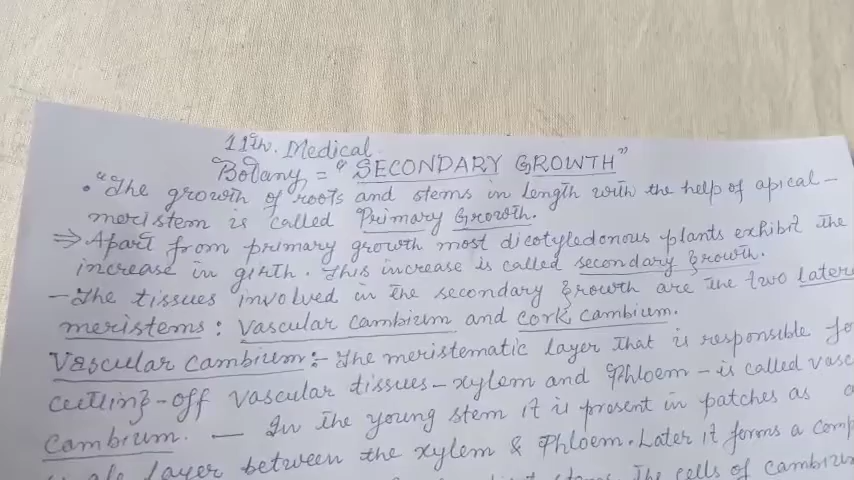 11th. Medical.
Botany = "SECONDARY GROWTH"
• "The growth of roots and stems in length with the help of apical –
meristem is called Primary Growth.
⇒ Apart from primary growth most dicotyledonous plants exhibit the
increase in girth. This increase is called secondary growth.
– The tissues involved in the secondary growth are the two later
meristems : Vascular cambium and cork cambium.
Vascular cambium :- The meristematic layer that is responsible fo
cutting-off vascular tissues – xylem and Phloem – is called vasc
cambium. — In the young stem it is present in patches as a
layer between the xylem & Phloem. Later it forms a comp
The cells of cambium